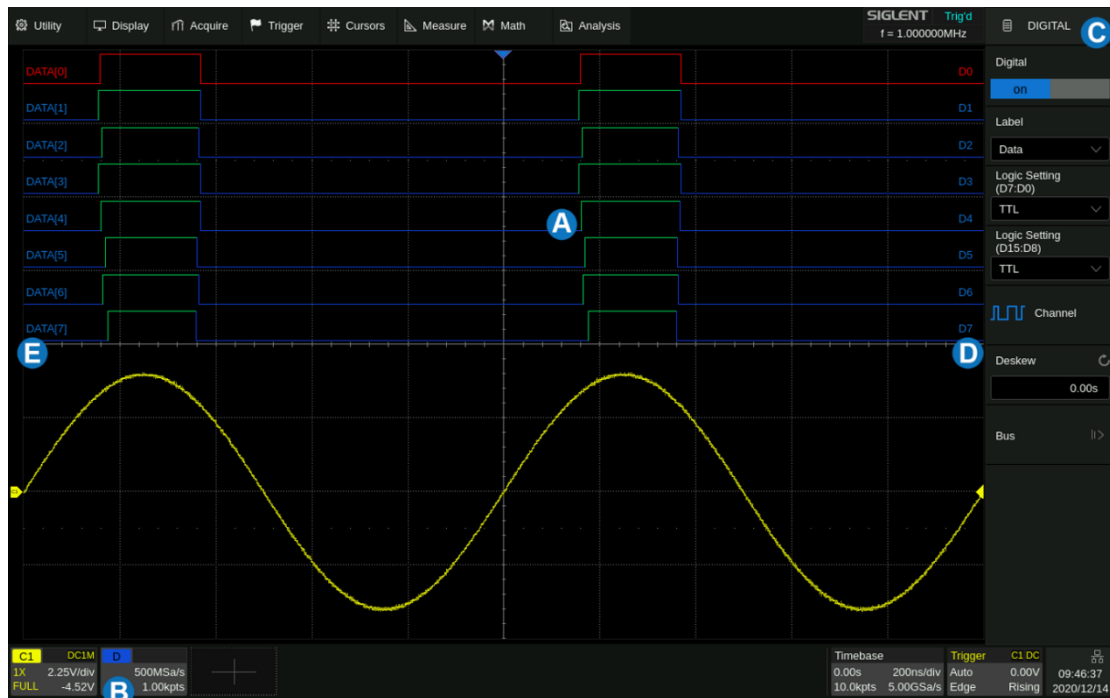 Utility Display Acquire Trigger Cursors Measure Math Analysis
SIGLENT Trig'd
f = 1.000000MHz
DIGITAL
C
Digital
on
Label
Data
Logic Setting
(D7:D0)
TTL
Logic Setting
(D15:D8)
TTL
Channel
Deskew
0.00s
Bus
DATA[0] D0
DATA[1] D1
DATA[2] D2
DATA[3] D3
DATA[4] A D4
DATA[5] D5
DATA[6] D6
DATA[7] D7
E D
C1 DC1M
1X 2.25V/div
FULL -4.52V
D
500MSa/s
B 1.00kpts
Timebase
0.00s 200ns/div
10.0kpts 5.00GSa/s
Trigger C1 DC
Auto 0.00V
Edge Rising
09:46:37
2020/12/14